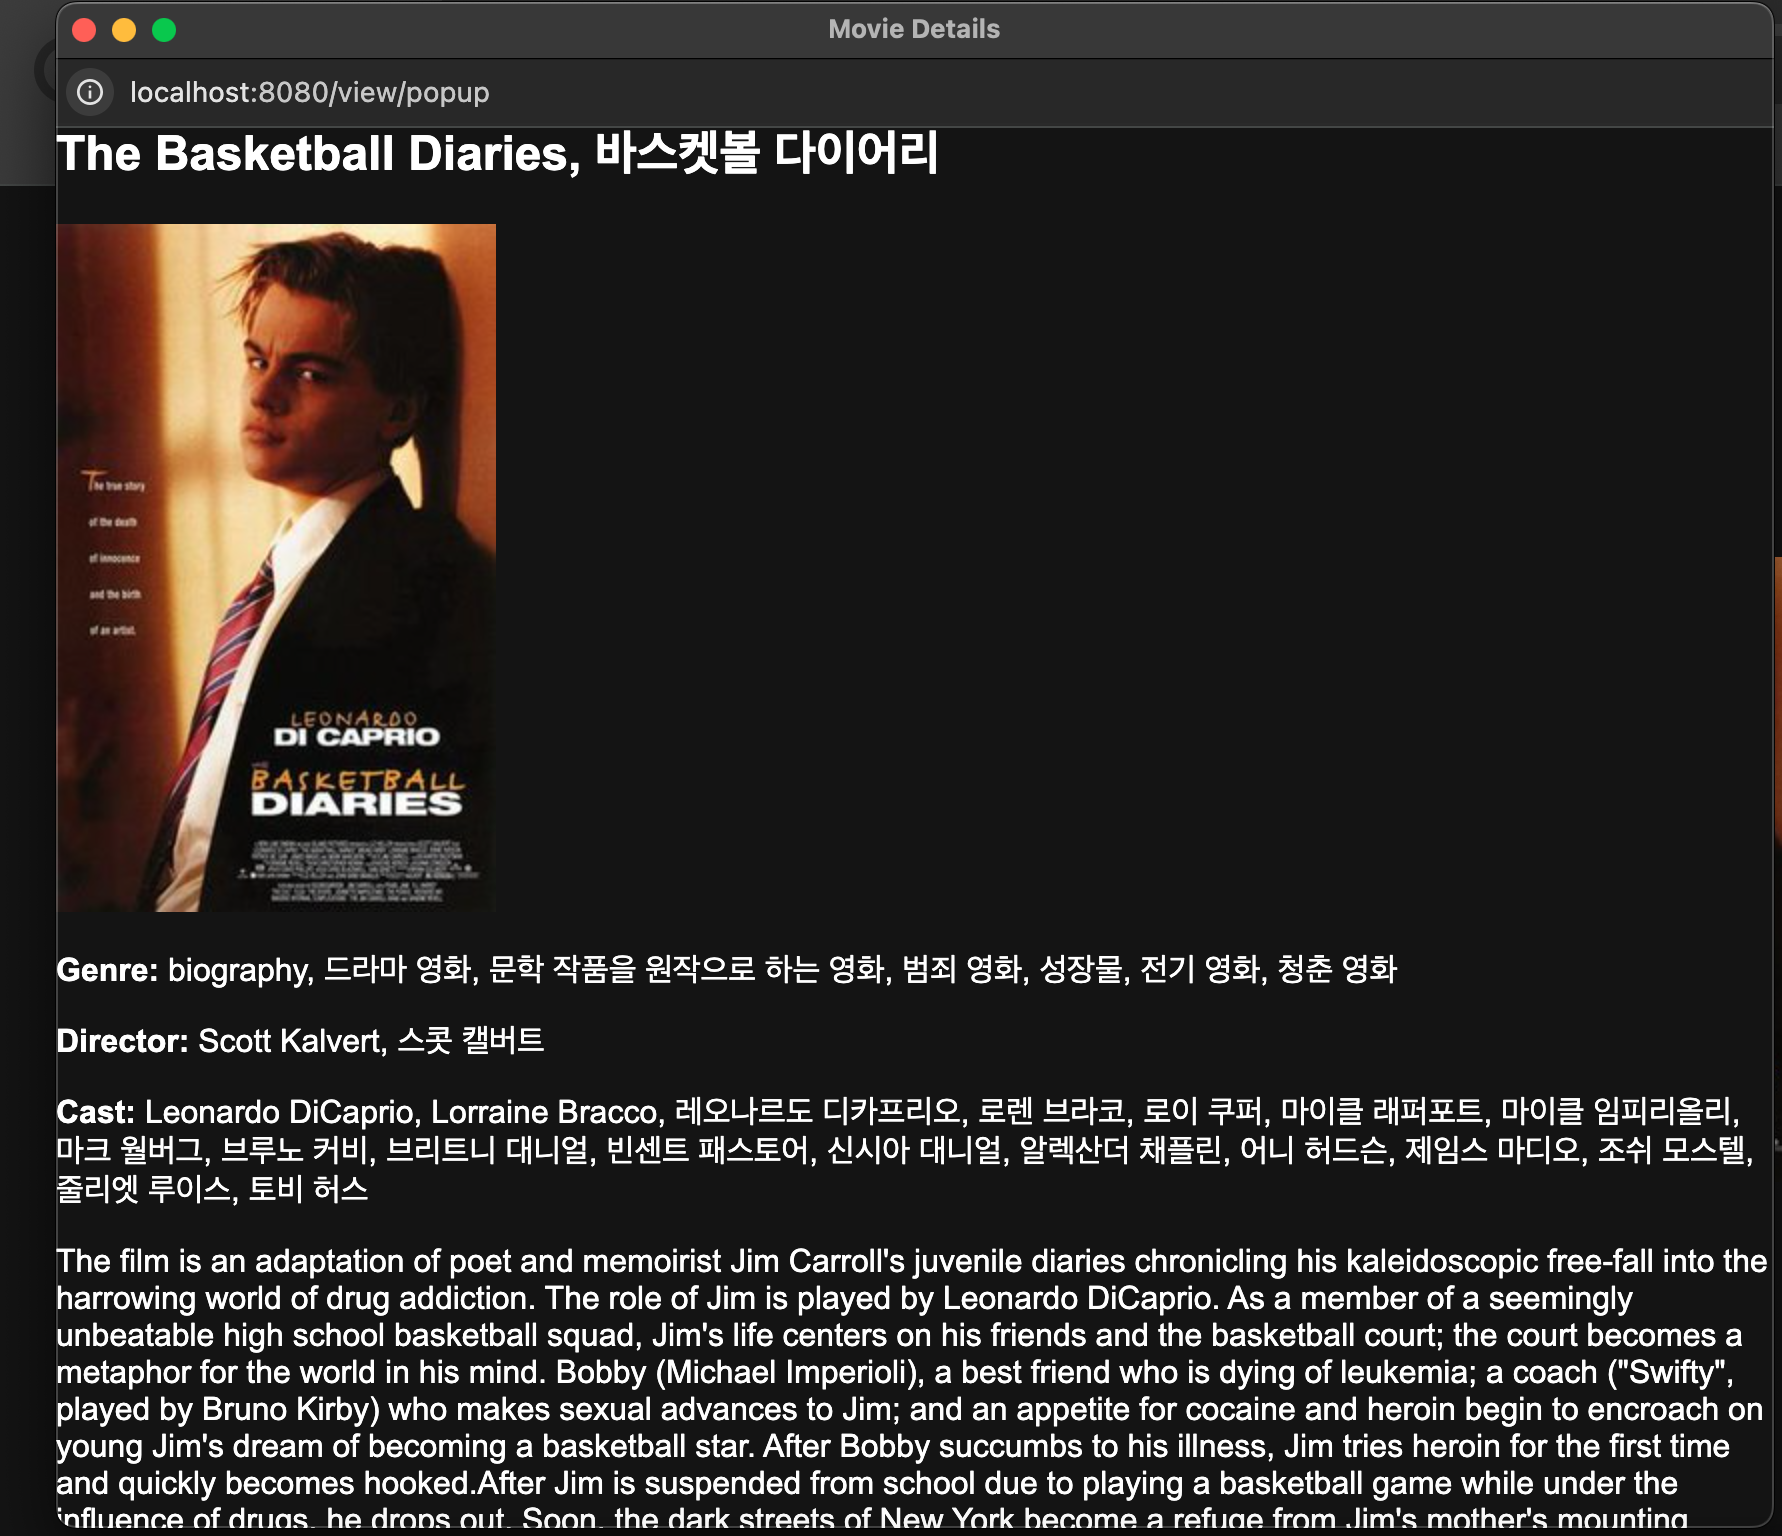 Movie Details
localhost:8080/view/popup
The Basketball Diaries, 바스켓볼 다이어리
The true story
of the death
of innocence
and the birth
of an artist.
LEONARDO
DI CAPRIO
THE
BASKETBALL
DIARIES
Genre: biography, 드라마 영화, 문학 작품을 원작으로 하는 영화, 범죄 영화, 성장물, 전기 영화, 청춘 영화
Director: Scott Kalvert, 스콧 캘버트
Cast: Leonardo DiCaprio, Lorraine Bracco, 레오나르도 디카프리오, 로렌 브라코, 로이 쿠퍼, 마이클 래퍼포트, 마이클 임피리올리,
마크 월버그, 브루노 커비, 브리트니 대니얼, 빈센트 패스토어, 신시아 대니얼, 알렉산더 채플린, 어니 허드슨, 제임스 마디오, 조쉬 모스텔,
줄리엣 루이스, 토비 허스
The film is an adaptation of poet and memoirist Jim Carroll's juvenile diaries chronicling his kaleidoscopic free-fall into the
harrowing world of drug addiction. The role of Jim is played by Leonardo DiCaprio. As a member of a seemingly
unbeatable high school basketball squad, Jim's life centers on his friends and the basketball court; the court becomes a
metaphor for the world in his mind. Bobby (Michael Imperioli), a best friend who is dying of leukemia; a coach ("Swifty",
played by Bruno Kirby) who makes sexual advances to Jim; and an appetite for cocaine and heroin begin to encroach on
young Jim's dream of becoming a basketball star. After Bobby succumbs to his illness, Jim tries heroin for the first time
and quickly becomes hooked.After Jim is suspended from school due to playing a basketball game while under the
influence of drugs, he drops out. Soon, the dark streets of New York become a refuge from Jim's mother's mounting